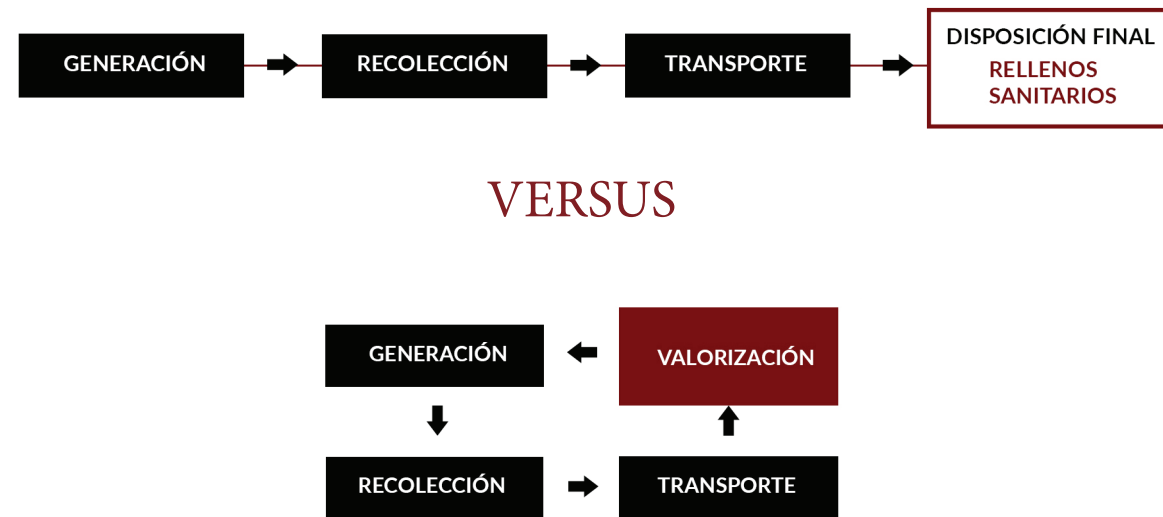 GENERACIÓN
RECOLECCIÓN
TRANSPORTE
DISPOSICIÓN FINAL
RELLENOS
SANITARIOS
VERSUS
GENERACIÓN
VALORIZACIÓN
RECOLECCIÓN
TRANSPORTE